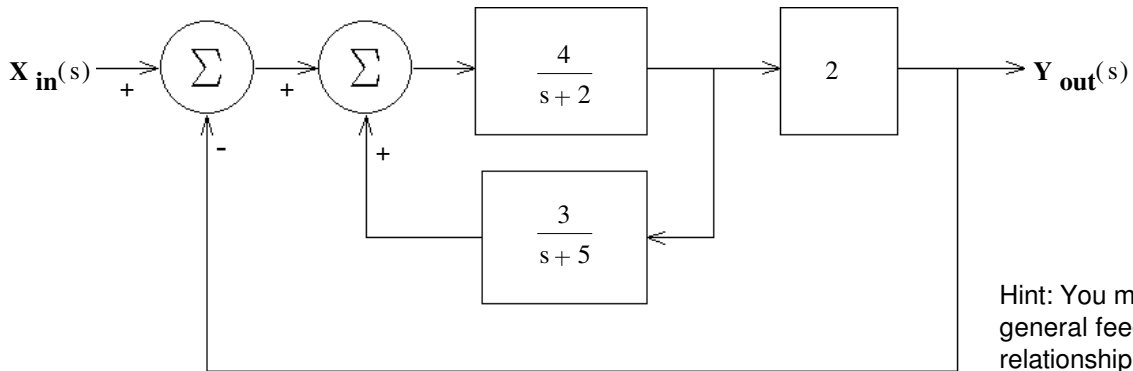 X in(s)
+
Σ
+
Σ
4
s + 2
2
Y out(s)
-
+
3
s + 5
Hint: You m
general fee
relationship